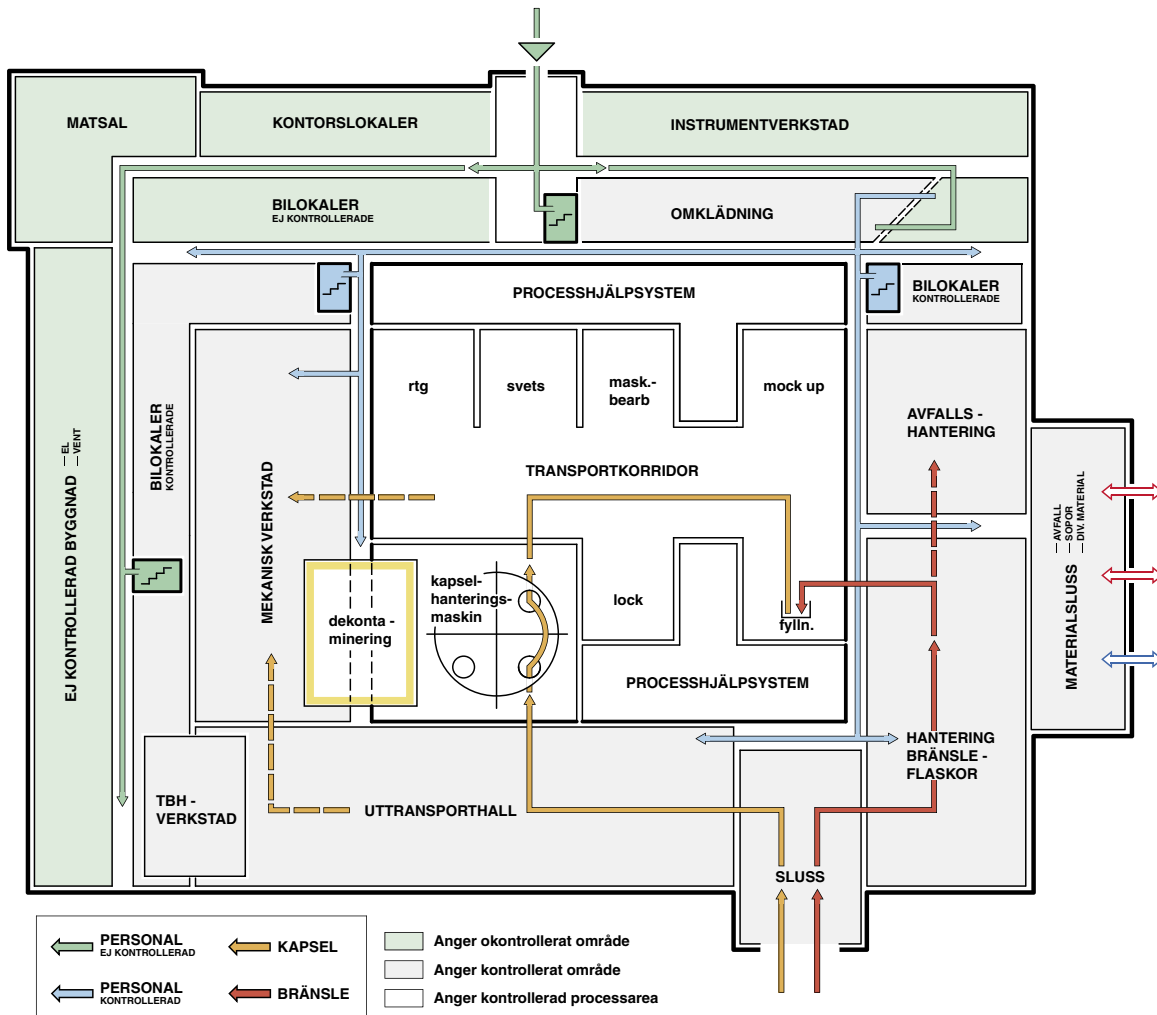 MATSAL
KONTORSLOKALER
INSTRUMENTVERKSTAD
BILOKALER
EJ KONTROLLERADE
OMKLÄDNING
PROCESSHJÄLPSYSTEM
BILOKALER
KONTROLLERADE
rtg
svets
mask.-
bearb
mock up
AVFALLS -
HANTERING
EJ KONTROLLERAD BYGGNAD
— EL
— VENT
BILOKALER
KONTROLLERADE
MEKANISK VERKSTAD
TRANSPORTKORRIDOR
MATERIALSLUSS
— AVFALL
— SOPOR
— DIV. MATERIAL
kapsel-
hanterings-
maskin
lock
dekonta -
minering
fylln.
PROCESSHJÄLPSYSTEM
HANTERING
BRÄNSLE -
FLASKOR
TBH -
VERKSTAD
UTTRANSPORTHALL
SLUSS
PERSONAL
EJ KONTROLLERAD
KAPSEL
PERSONAL
KONTROLLERAD
BRÄNSLE
Anger okontrollerat område
Anger kontrollerat område
Anger kontrollerad processarea